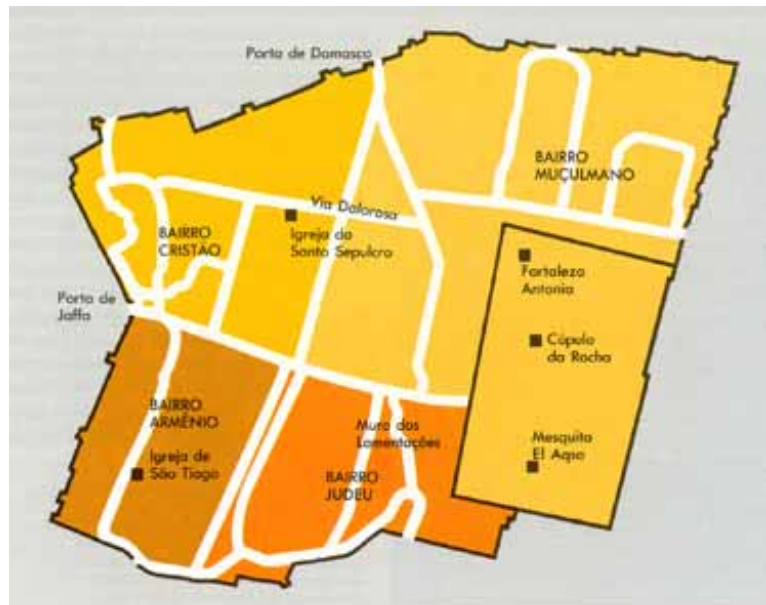 Porta de Damasco
BAIRRO
MUÇULMANO
Via Dolorosa
BAIRRO
CRISTÃO
Igreja do
Santo Sepulcro
Fortaleza
Antonia
Porta de
Jaffa
Cúpula
da Rocha
BAIRRO
ARMÊNIO
Muro das
Lamentações
Igreja de
São Tiago
BAIRRO
JUDEU
Mesquita
El Aqsa